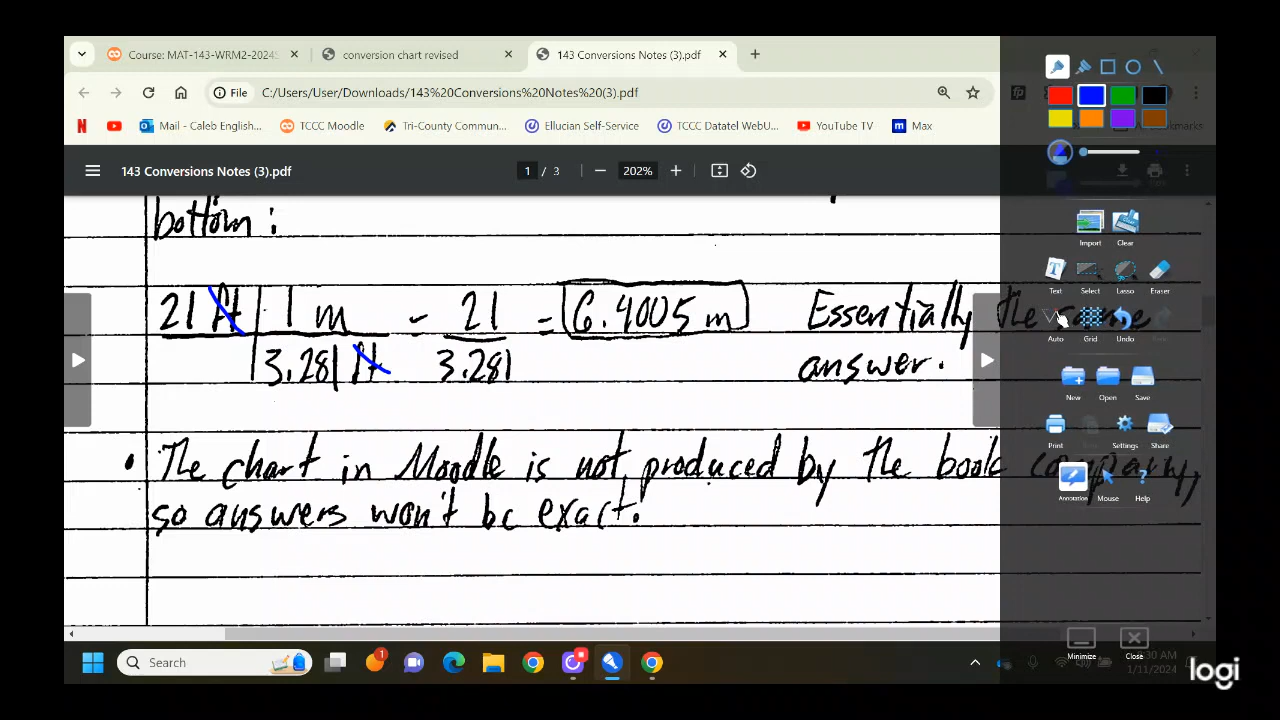 Course: MAT-143-WRM2-2024S
conversion chart revised
143 Conversions Notes (3).pdf
File
C:/Users/User/Downloads/143%20Conversions%20Notes%20(3).pdf
Mail - Caleb English...
TCCC Moodle
Tri-County Commun...
Ellucian Self-Service
TCCC Datatel WebU...
YouTube TV
Max
143 Conversions Notes (3).pdf
1 / 3
202%
bottom:
21 ft | 1 m = 21 = 6.4005 m Essentially the same
3.281 ft 3.281 answer.
• The chart in Moodle is not produced by the book company,
so answers won't be exact.
Import
Clear
Text
Select
Lasso
Eraser
Auto
Grid
Undo
New
Open
Save
Print
Settings
Share
Annotation
Mouse
Help
Minimize
Close
Search
1
1/11/2024
logi